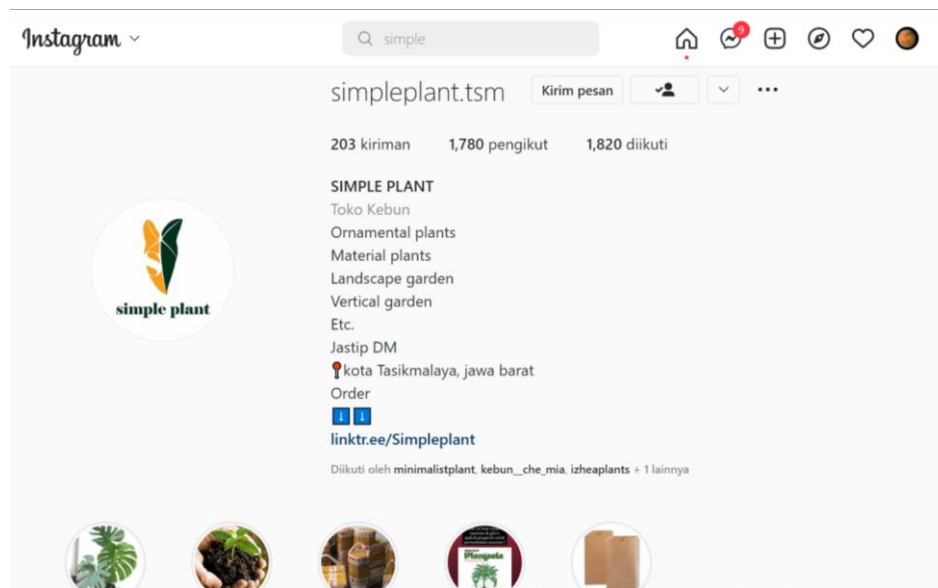 Instagram
simple
9
simpleplant.tsm Kirim pesan
203 kiriman 1,780 pengikut 1,820 diikuti
SIMPLE PLANT
Toko Kebun
Ornamental plants
Material plants
Landscape garden
Vertical garden
Etc.
Jastip DM
📍kota Tasikmalaya, jawa barat
Order
⬇️⬇️
linktr.ee/Simpleplant
Diikuti oleh minimalistplant, kebun__che_mia, izheaplants + 1 lainnya
simple plant
Plangsela